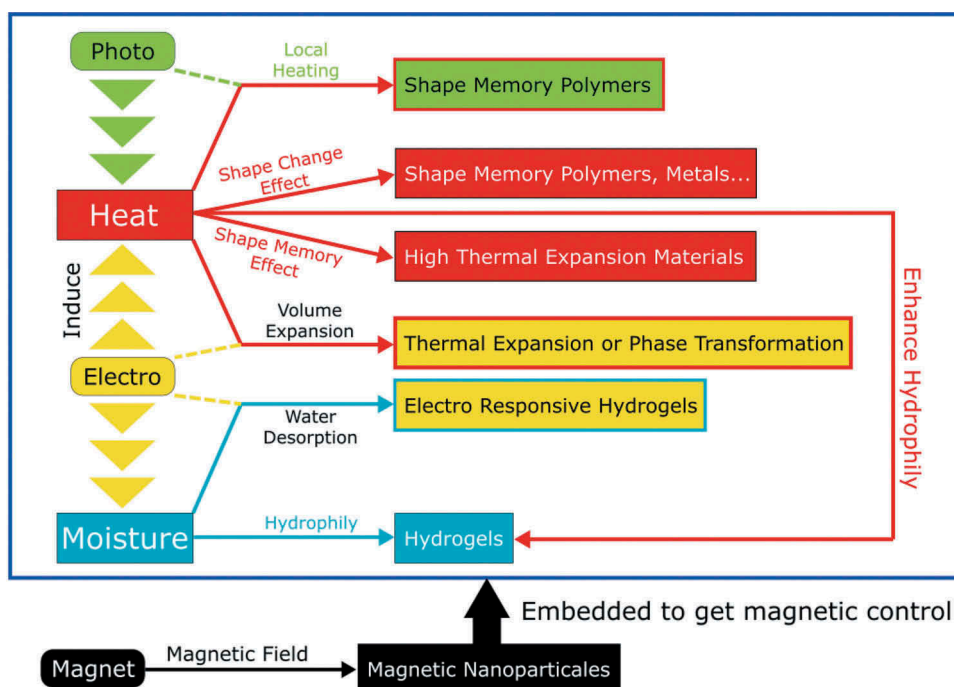 Photo
Local
Heating
Shape Memory Polymers
Shape Change
Effect
Shape Memory Polymers, Metals...
Heat
Shape Memory
Effect
High Thermal Expansion Materials
Induce
Volume
Expansion
Thermal Expansion or Phase Transformation
Enhance Hydrophily
Electro
Electro Responsive Hydrogels
Water
Desorption
Moisture
Hydrophily
Hydrogels
Embedded to get magnetic control
Magnet
Magnetic Field
Magnetic Nanoparticales